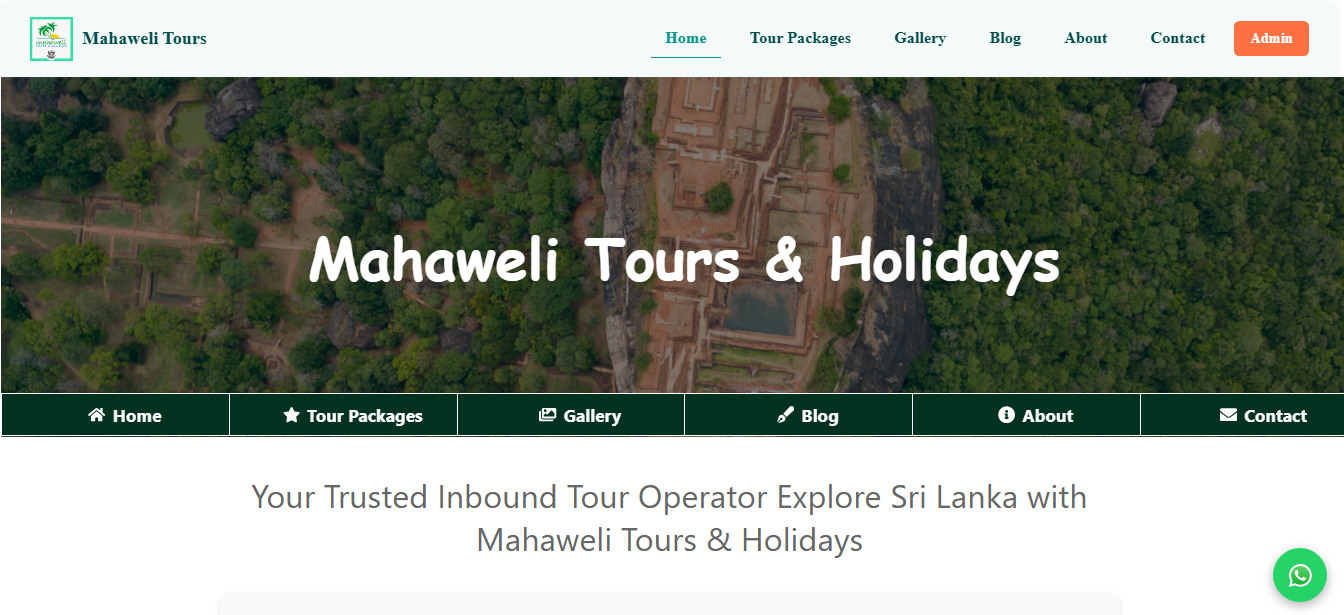 Mahaweli Tours
Home
Tour Packages
Gallery
Blog
About
Contact
Admin
Mahaweli Tours & Holidays
Home
Tour Packages
Gallery
Blog
About
Contact
Your Trusted Inbound Tour Operator Explore Sri Lanka with
Mahaweli Tours & Holidays